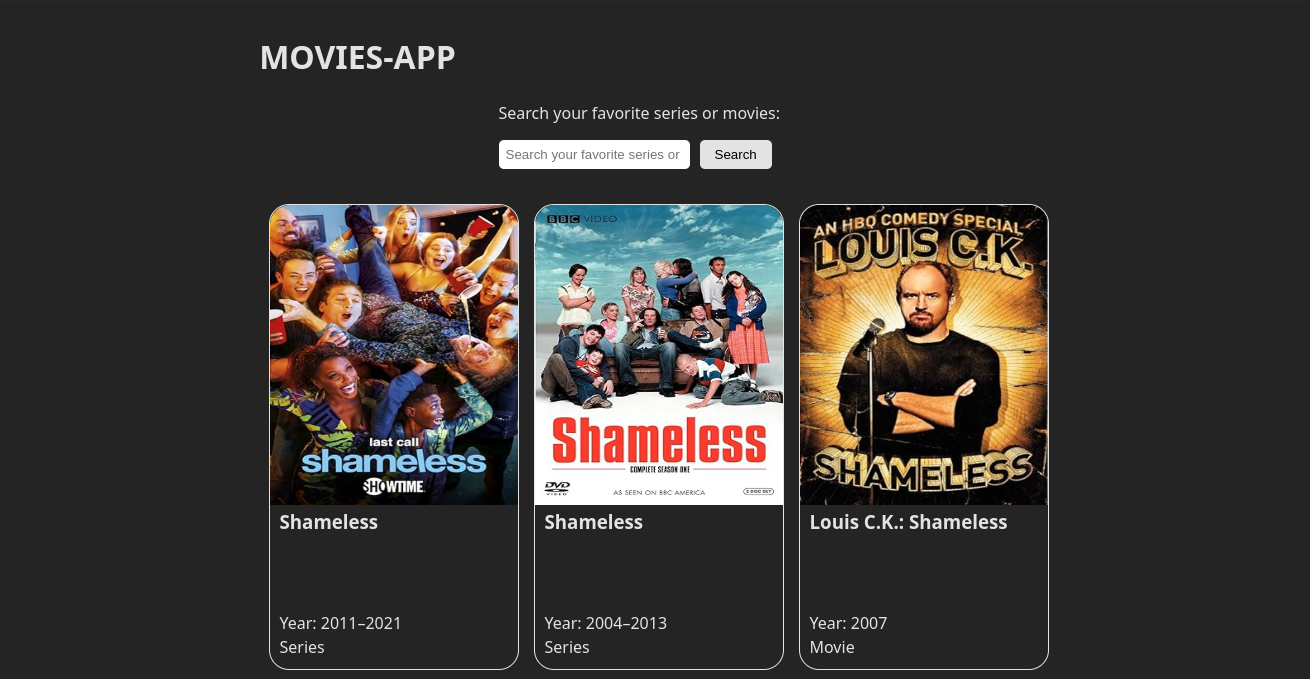 MOVIES-APP
Search your favorite series or movies:
Search your favorite series or
Search
last call
shameless
SHOWTIME
Shameless
Year: 2011–2021
Series
BBC VIDEO
Shameless
COMPLETE SEASON ONE
DVD
VIDEO
AS SEEN ON BBC AMERICA
3 DISC SET
Shameless
Year: 2004–2013
Series
AN HBO COMEDY SPECIAL
LOUIS C.K.
SHAMELESS
Louis C.K.: Shameless
Year: 2007
Movie